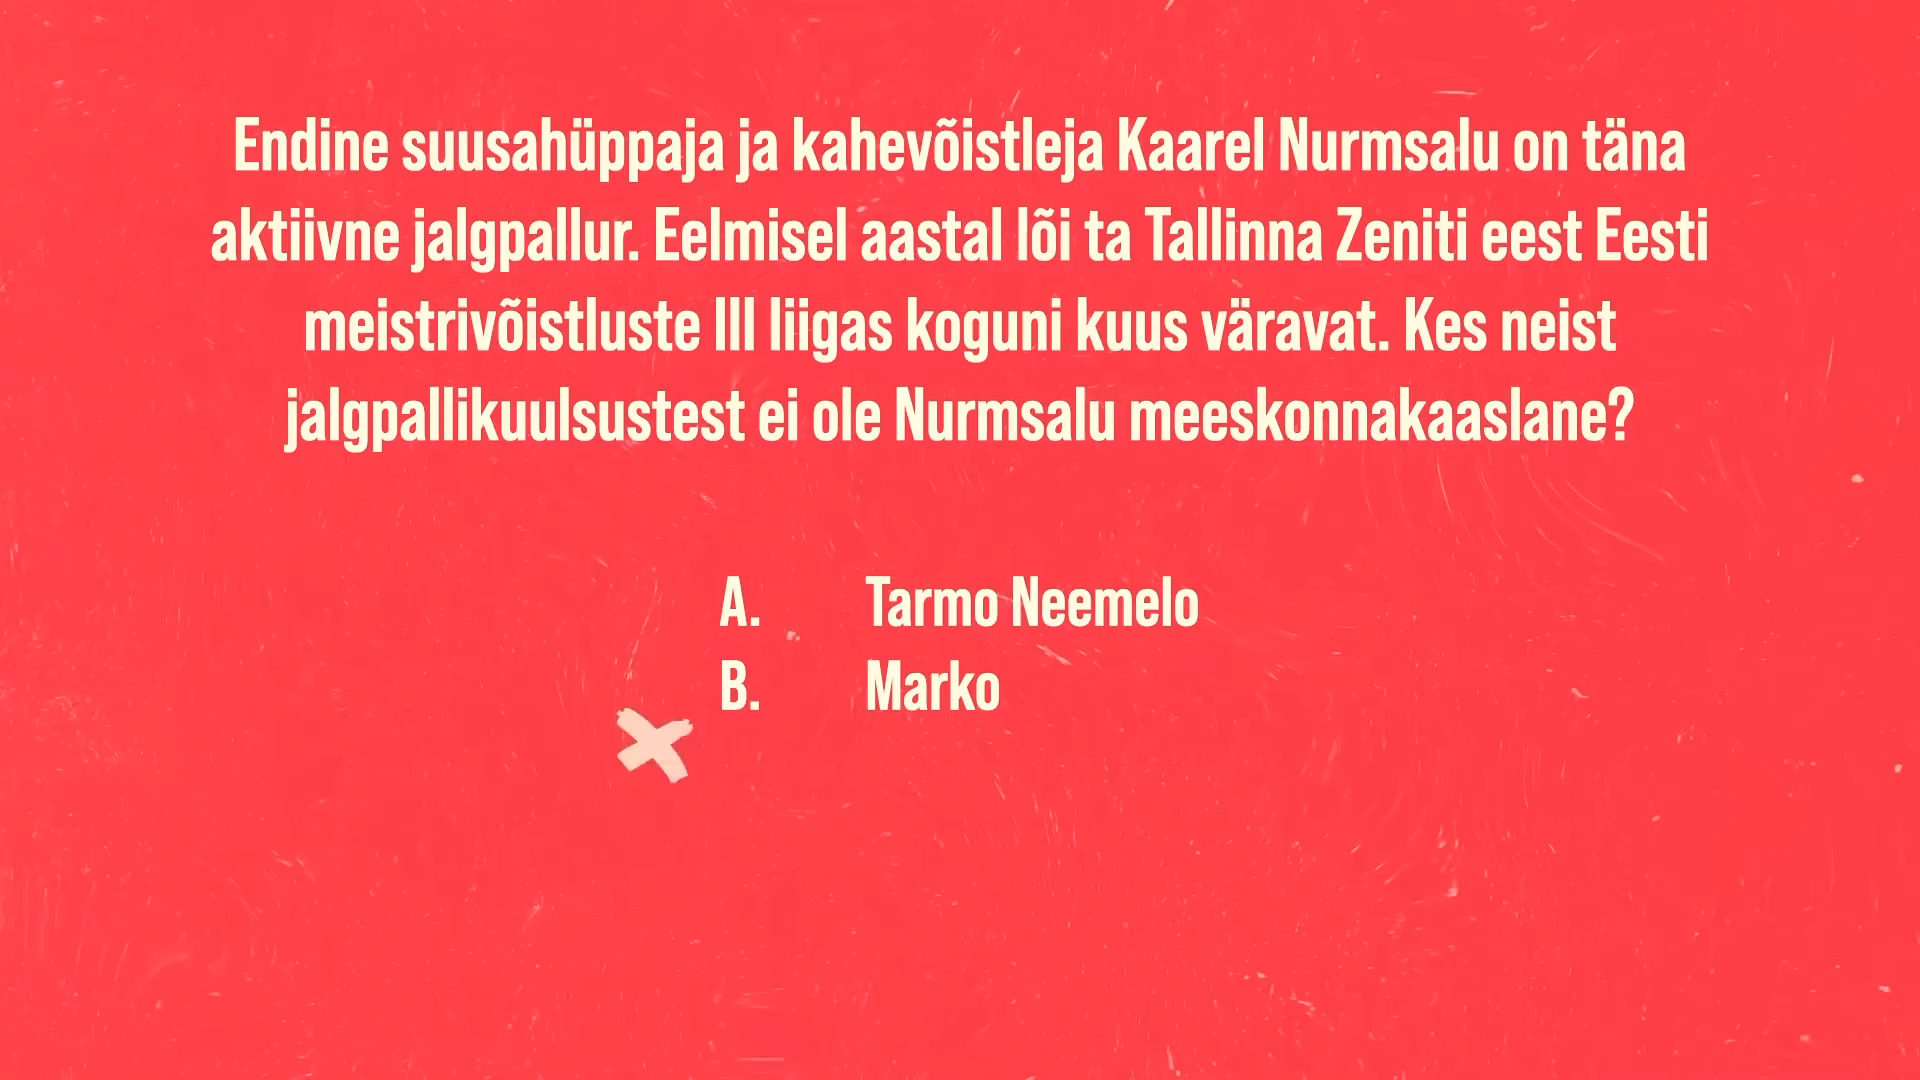 Endine suusahüppaja ja kahevõistleja Kaarel Nurmsalu on täna
aktiivne jalgpallur. Eelmisel aastal lõi ta Tallinna Zeniti eest Eesti
meistrivõistluste III liigas koguni kuus väravat. Kes neist
jalgpallikuulsustest ei ole Nurmsalu meeskonnakaaslane?
A. Tarmo Neemelo
B. Marko